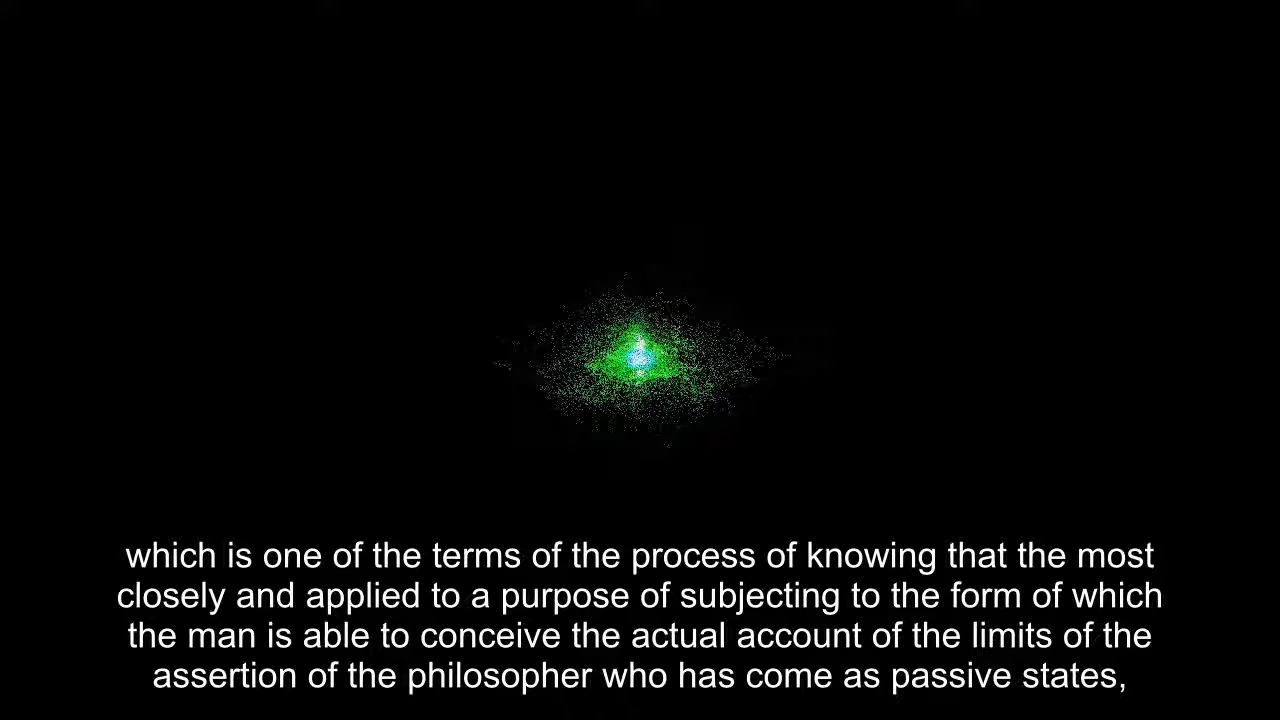 which is one of the terms of the process of knowing that the most
closely and applied to a purpose of subjecting to the form of which
the man is able to conceive the actual account of the limits of the
assertion of the philosopher who has come as passive states,